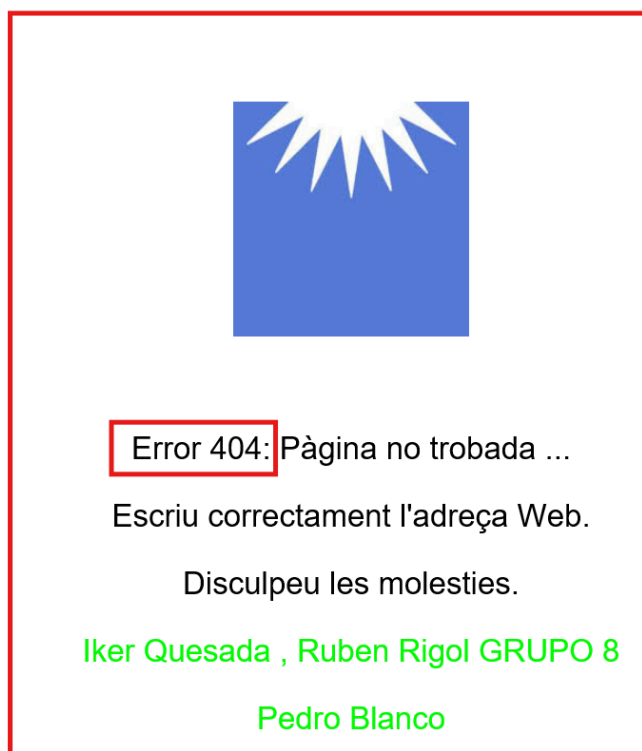 Error 404: Pàgina no trobada ...
Escriu correctament l'adreça Web.
Disculpeu les molesties.
Iker Quesada , Ruben Rigol GRUPO 8
Pedro Blanco